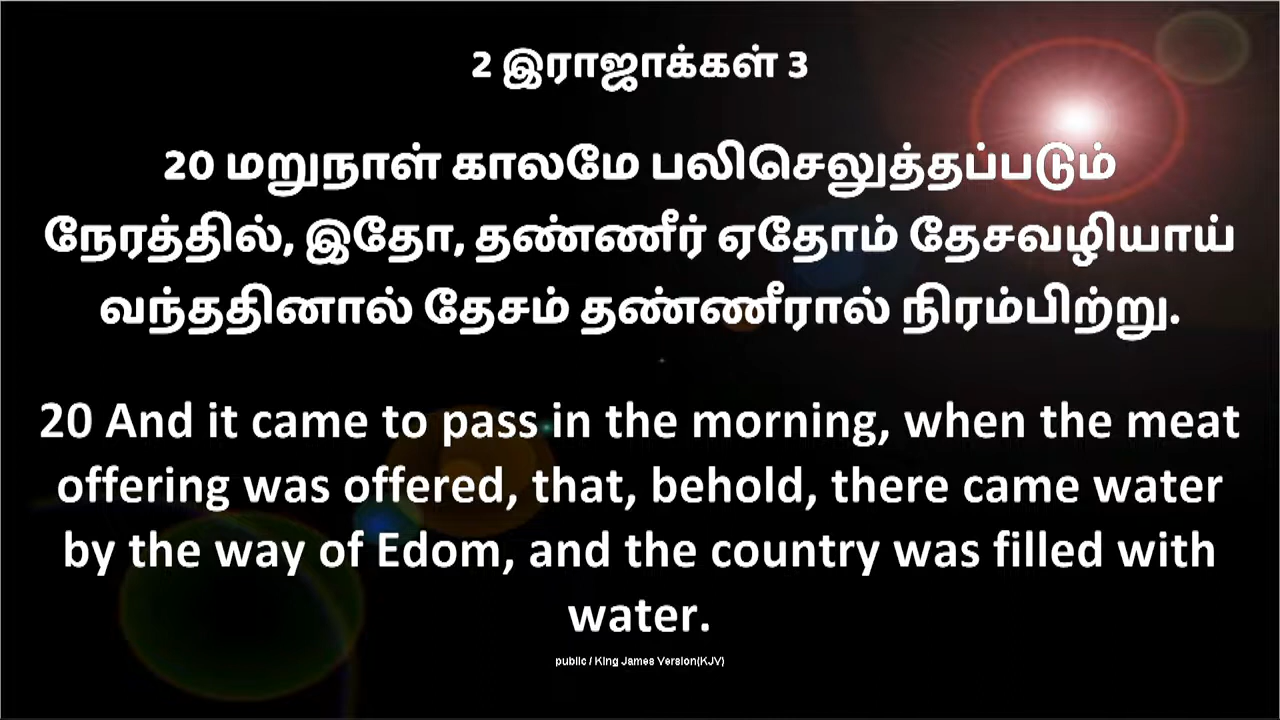 2 இராஜாக்கள் 3
20 மறுநாள் காலமே பலிசெலுத்தப்படும்
நேரத்தில், இதோ, தண்ணீர் ஏதோம் தேசவழியாய்
வந்ததினால் தேசம் தண்ணீரால் நிரம்பிற்று.
20 And it came to pass in the morning, when the meat
offering was offered, that, behold, there came water
by the way of Edom, and the country was filled with
water.
public / King James Version(KJV)